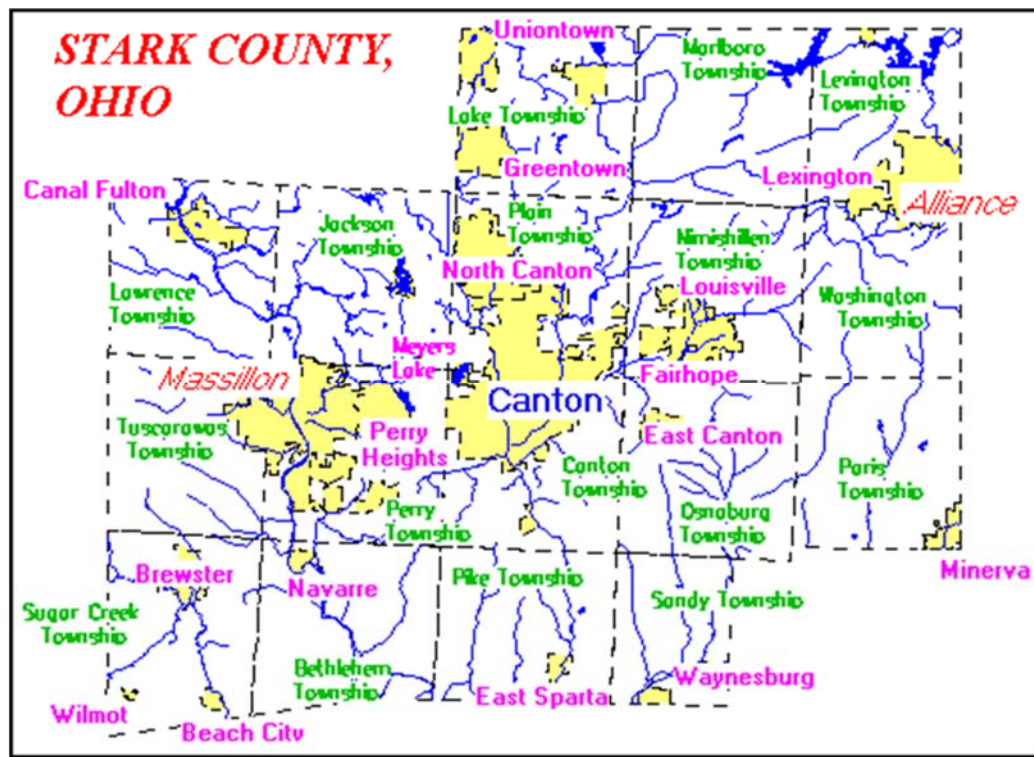 STARK COUNTY,
OHIO
Uniontown
Marlboro
Township
Lexington
Township
Lake Township
Greentown
Lexington
Canal Fulton
Alliance
Jackson
Township
Plain
Township
Nimishillen
Township
North Canton
Louisville
Lawrence
Township
Washington
Township
Meyers
Lake
Massillon
Fairhope
Canton
Tuscarawas
Township
Perry
Heights
East Canton
Canton
Township
Paris
Township
Perry
Township
Osnaburg
Township
Brewster
Navarre
Pike Township
Minerva
Sugar Creek
Township
Sandy Township
Bethlehem
Township
East Sparta
Waynesburg
Wilmot
Beach City